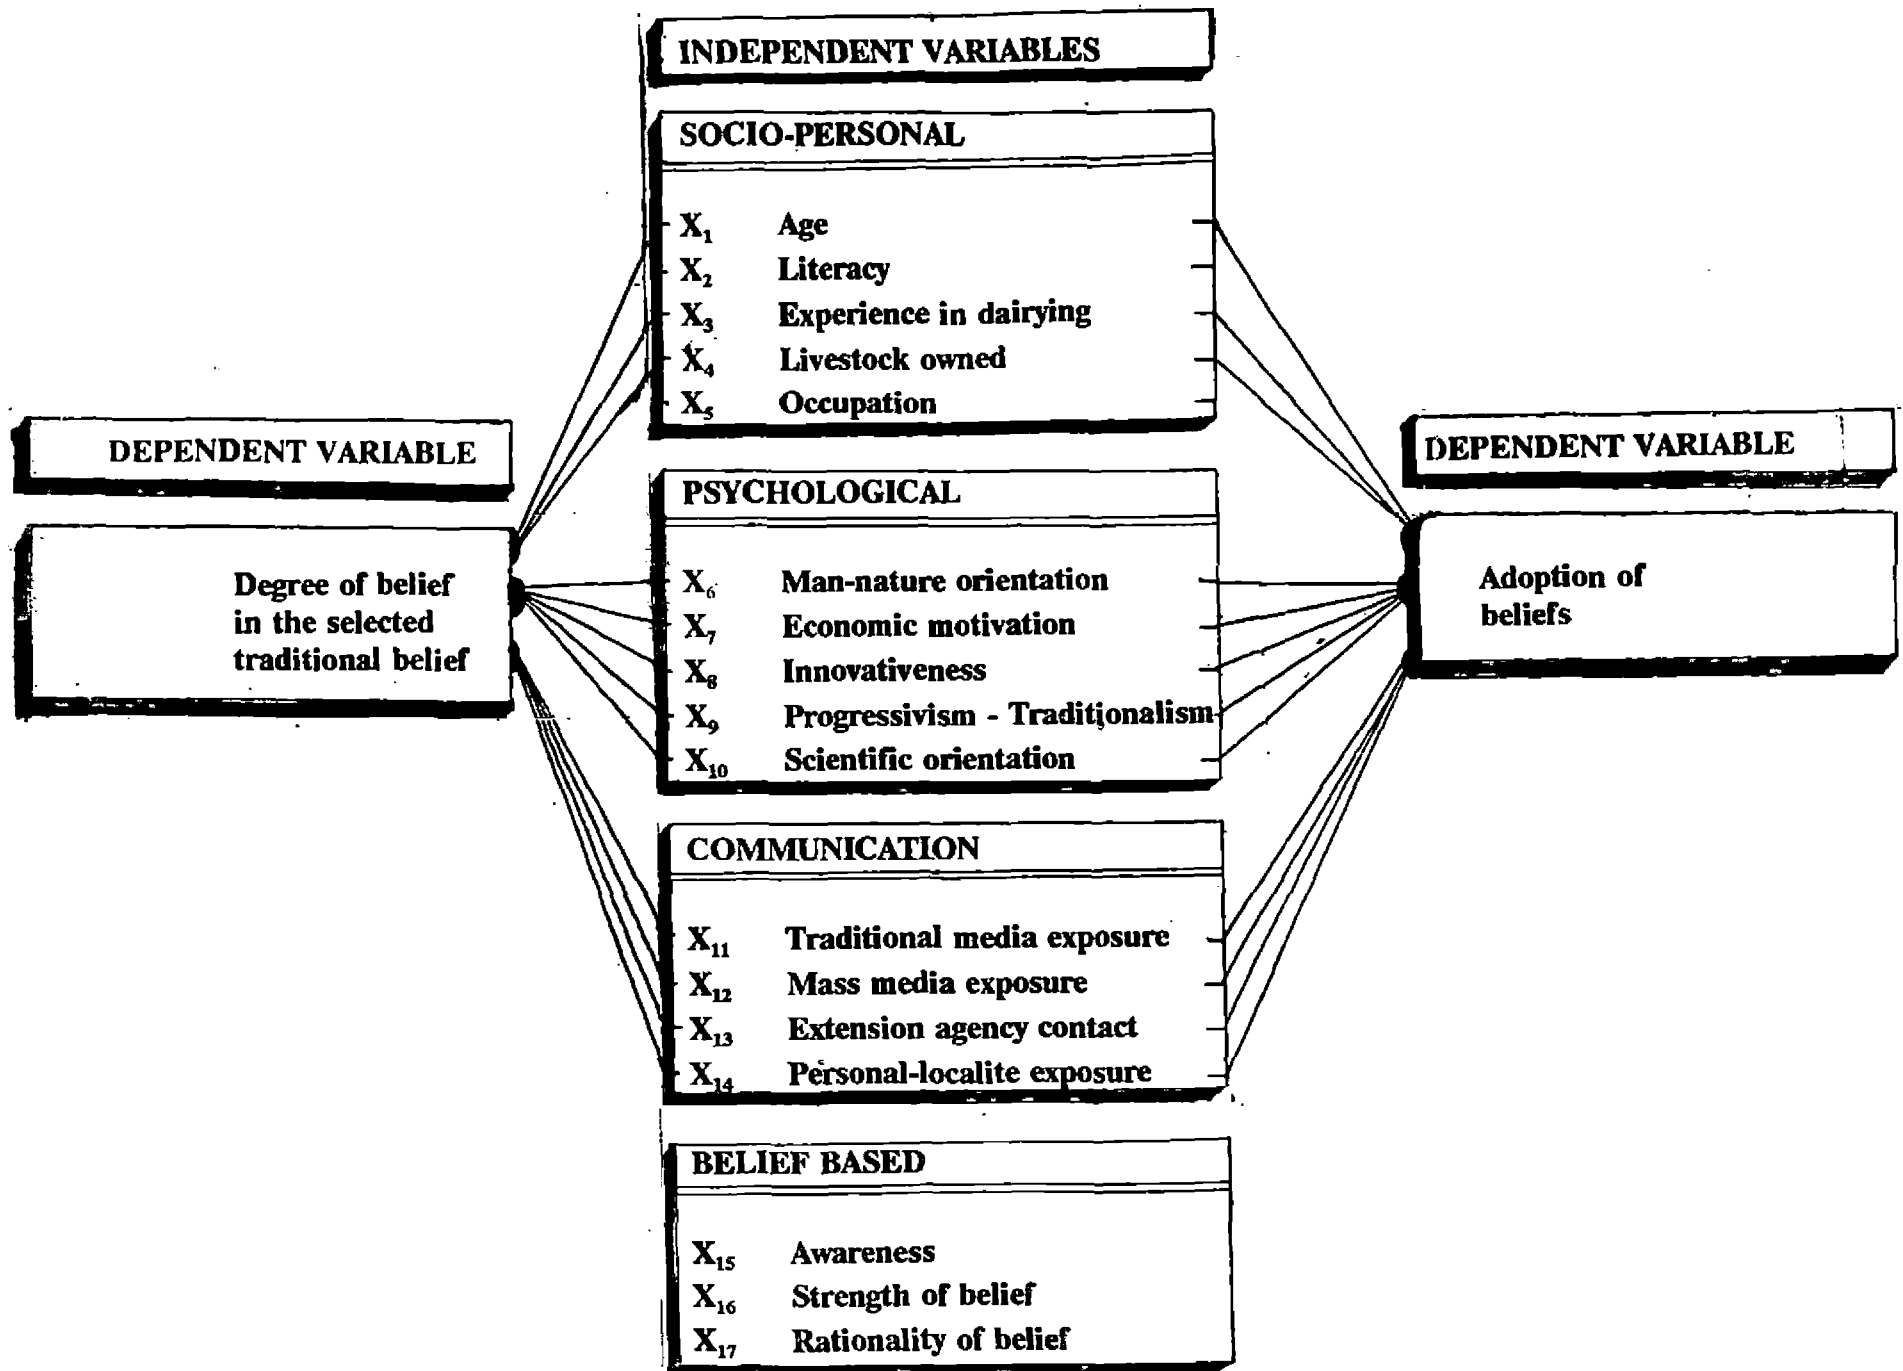 INDEPENDENT VARIABLES
SOCIO-PERSONAL
X₁ Age
X₂ Literacy
X₃ Experience in dairying
X₄ Livestock owned
X₅ Occupation
DEPENDENT VARIABLE
Degree of belief
in the selected
traditional belief
PSYCHOLOGICAL
X₆ Man-nature orientation
X₇ Economic motivation
X₈ Innovativeness
X₉ Progressivism - Traditionalism
X₁₀ Scientific orientation
DEPENDENT VARIABLE
Adoption of
beliefs
COMMUNICATION
X₁₁ Traditional media exposure
X₁₂ Mass media exposure
X₁₃ Extension agency contact
X₁₄ Personal-localite exposure
BELIEF BASED
X₁₅ Awareness
X₁₆ Strength of belief
X₁₇ Rationality of belief